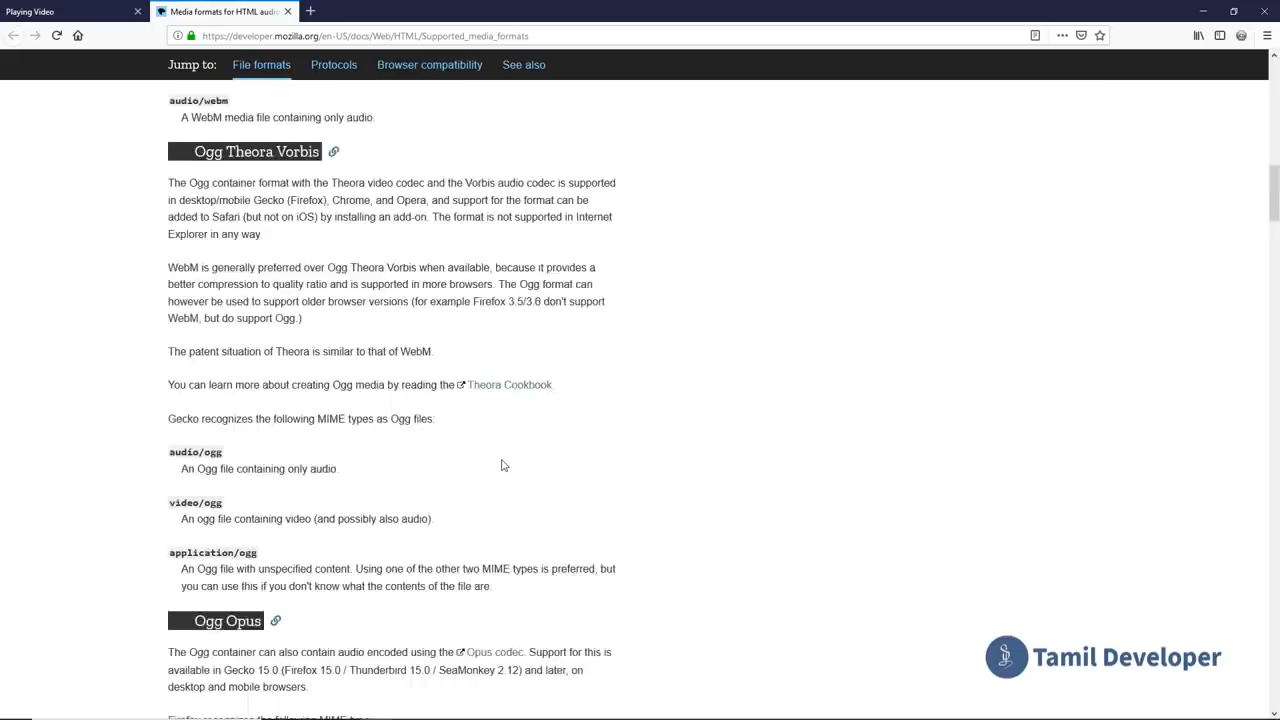 Playing Video
Media formats for HTML audio
https://developer.mozilla.org/en-US/docs/Web/HTML/Supported_media_formats
Jump to: File formats Protocols Browser compatibility See also
audio/webm
A WebM media file containing only audio.
Ogg Theora Vorbis
The Ogg container format with the Theora video codec and the Vorbis audio codec is supported
in desktop/mobile Gecko (Firefox), Chrome, and Opera, and support for the format can be
added to Safari (but not on iOS) by installing an add-on. The format is not supported in Internet
Explorer in any way.
WebM is generally preferred over Ogg Theora Vorbis when available, because it provides a
better compression to quality ratio and is supported in more browsers. The Ogg format can
however be used to support older browser versions (for example Firefox 3.5/3.6 don't support
WebM, but do support Ogg.)
The patent situation of Theora is similar to that of WebM.
You can learn more about creating Ogg media by reading the Theora Cookbook.
Gecko recognizes the following MIME types as Ogg files:
audio/ogg
An Ogg file containing only audio.
video/ogg
An ogg file containing video (and possibly also audio).
application/ogg
An Ogg file with unspecified content. Using one of the other two MIME types is preferred, but
you can use this if you don't know what the contents of the file are.
Ogg Opus
The Ogg container can also contain audio encoded using the Opus codec. Support for this is
available in Gecko 15.0 (Firefox 15.0 / Thunderbird 15.0 / SeaMonkey 2.12) and later, on
desktop and mobile browsers.
Tamil Developer